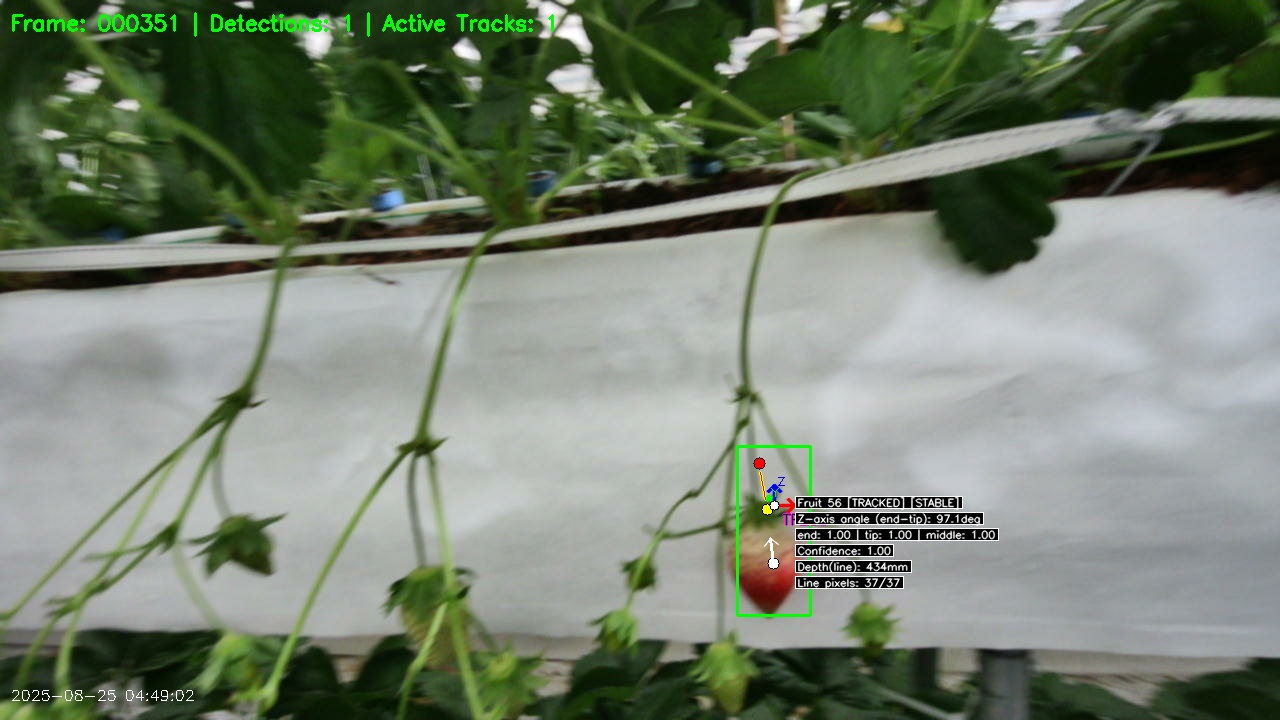 Frame: 000351 | Detections: 1 | Active Tracks: 1
Z
Fruit 56 [TRACKED] [STABLE]
Z-axis angle (end-tip): 97.1deg
end: 1.00 | tip: 1.00 | middle: 1.00
Confidence: 1.00
Depth(line): 434mm
Line pixels: 37/37
2025-08-25 04:49:02